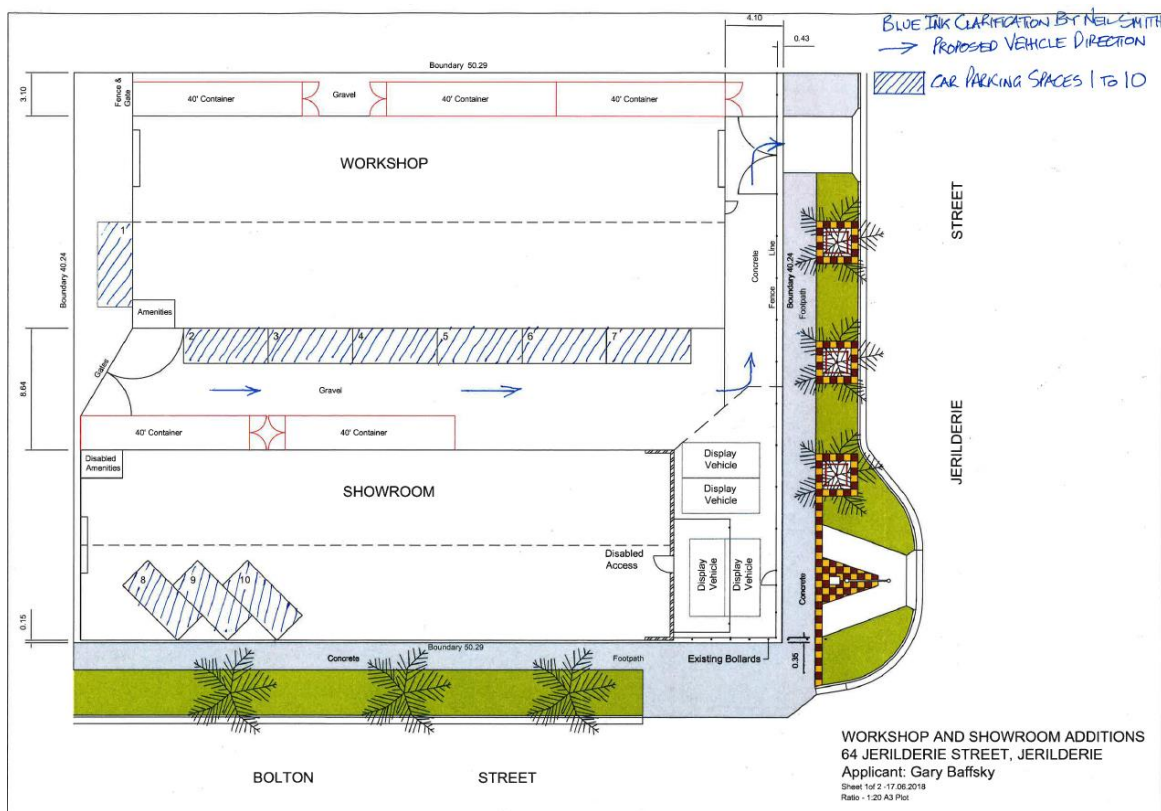 4.10
0.43
BLUE INK CLARIFICATION BY NEIL SMITH
→ PROPOSED VEHICLE DIRECTION
CAR PARKING SPACES 1 TO 10
Boundary 50.29
3.10
Fence &
Gate
40' Container
Gravel
40' Container
40' Container
WORKSHOP
STREET
1
Boundary 40.24
Concrete
Fence Line
Boundary 40.24
Footpath
Amenities
2
3
4
5
6
7
8.64
Gates
Gravel
JERILDERIE
40' Container
40' Container
Disabled
Amenities
Display
Vehicle
Display
Vehicle
SHOWROOM
Disabled
Access
Display
Vehicle
Display
Vehicle
8
9
10
Concrete
0.15
Boundary 50.29
Concrete
Footpath
Existing Bollards
0.35
BOLTON STREET
WORKSHOP AND SHOWROOM ADDITIONS
64 JERILDERIE STREET, JERILDERIE
Applicant: Gary Baffsky
Sheet 1of 2 -17.06.2018
Ratio - 1:20 A3 Plot